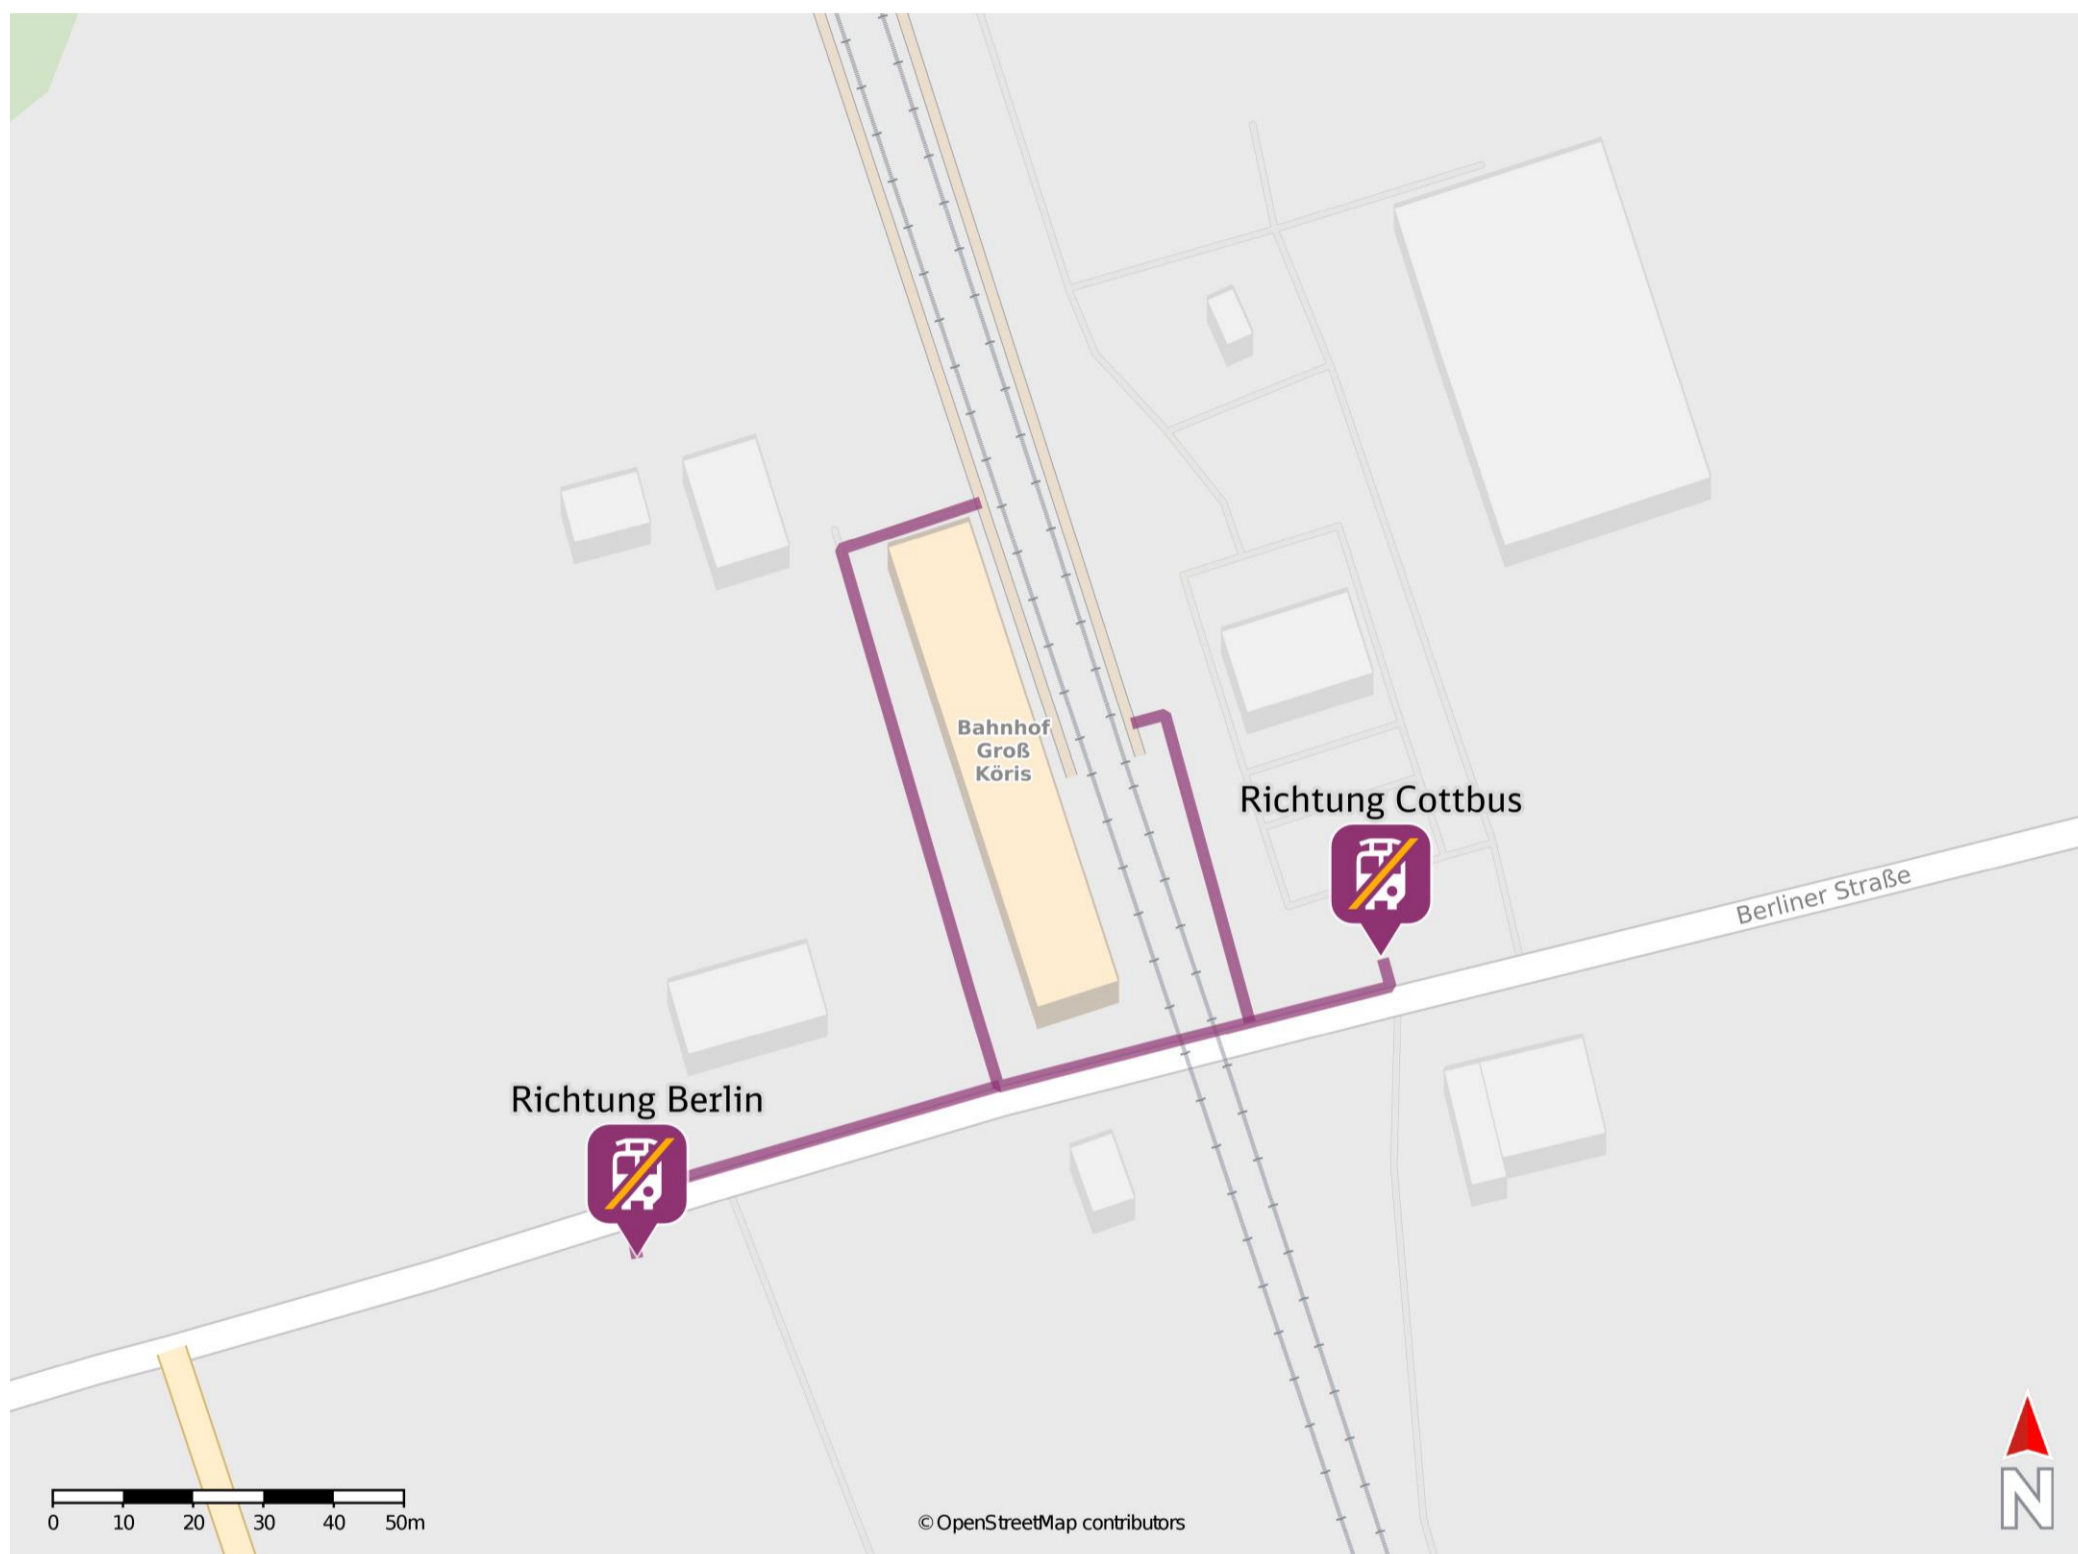 Bahnhof
Groß
Köris
Richtung Cottbus
Berliner Straße
Richtung Berlin
0 10 20 30 40 50m
© OpenStreetMap contributors
N